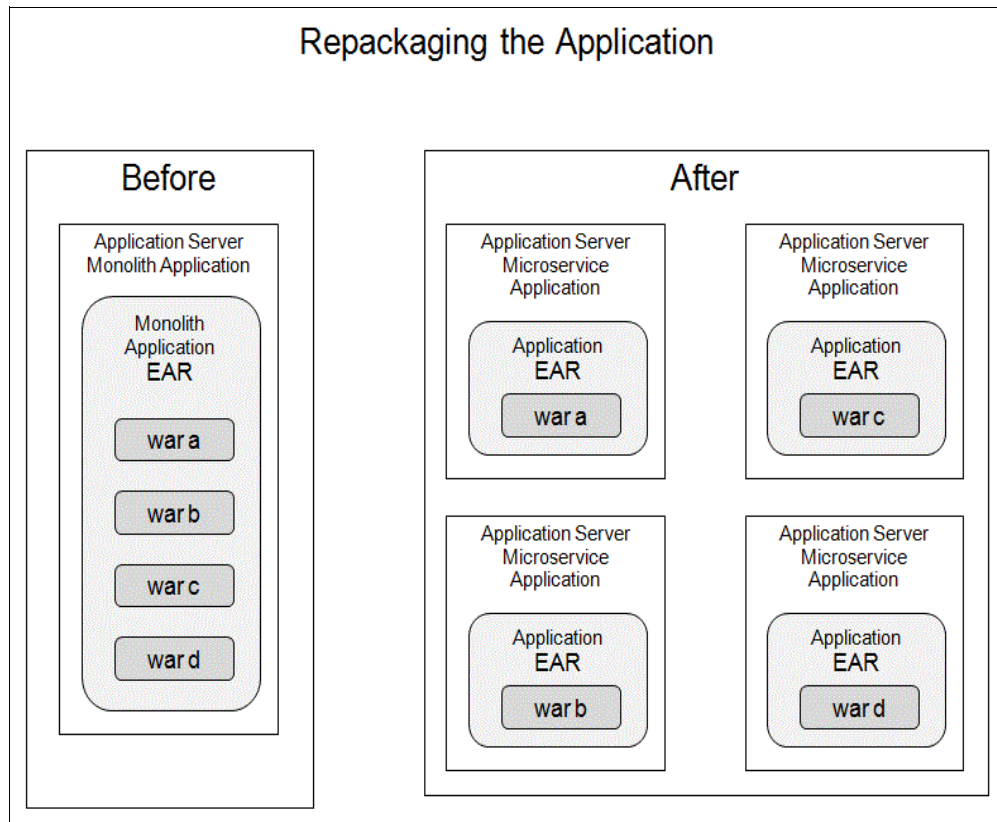 Repackaging the Application
Before
Application Server
Monolith Application
Monolith
Application
EAR
war a
war b
war c
war d
After
Application Server
Microservice
Application
Application
EAR
war a
Application Server
Microservice
Application
Application
EAR
war c
Application Server
Microservice
Application
Application
EAR
war b
Application Server
Microservice
Application
Application
EAR
war d